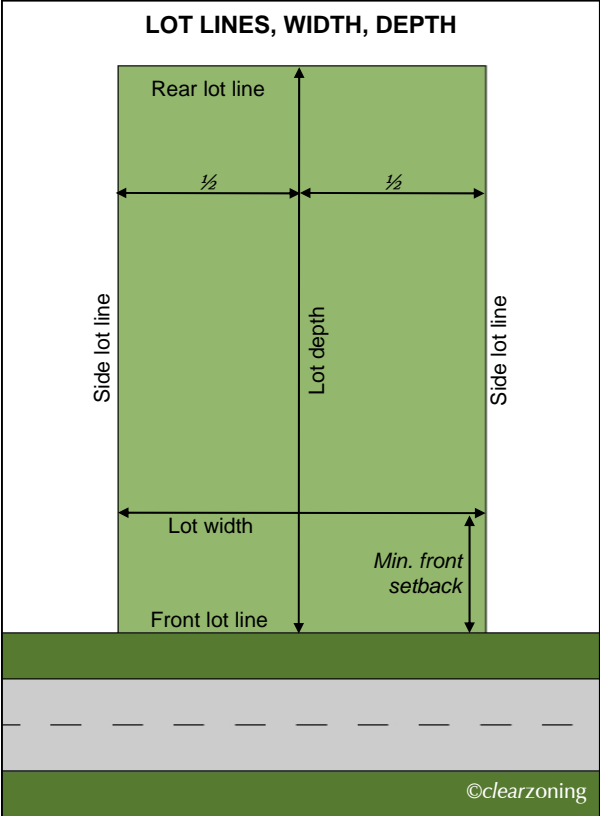 LOT LINES, WIDTH, DEPTH
Rear lot line
½ ½
Side lot line
Lot depth
Side lot line
Lot width
Min. front
setback
Front lot line
©clearzoning